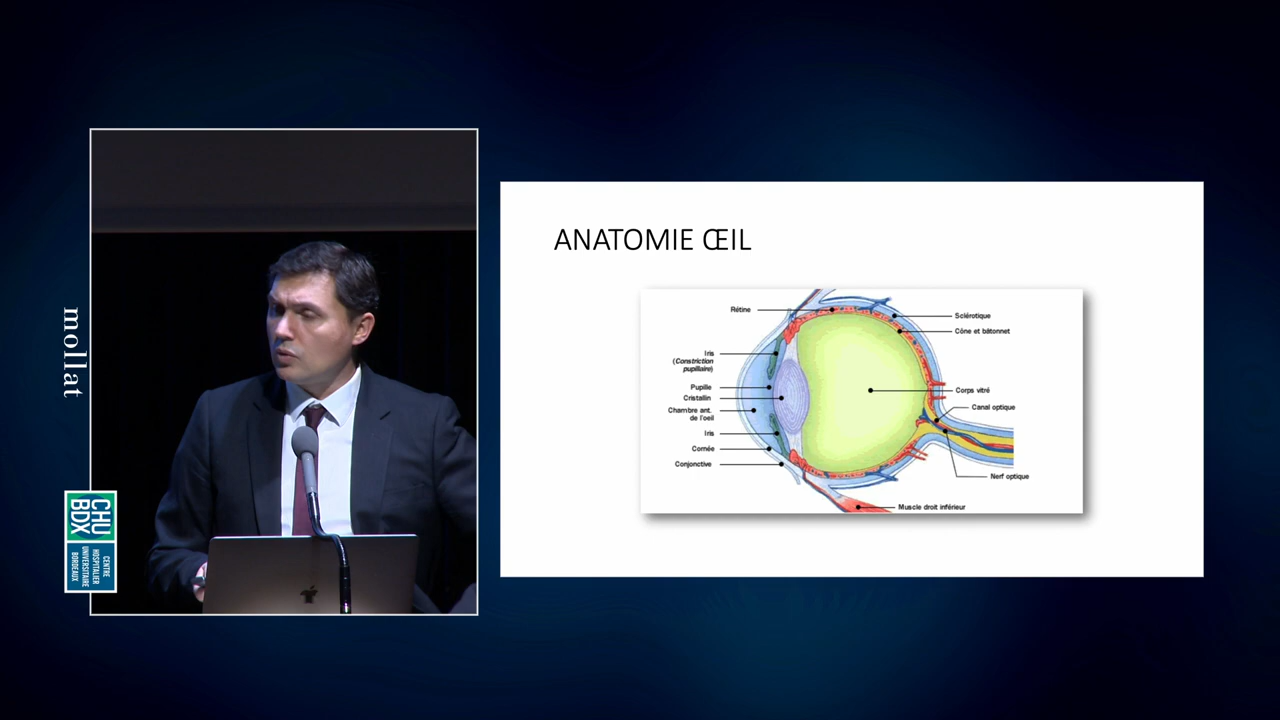 mollat
CHU
BDX
CENTRE
HOSPITALIER
UNIVERSITAIRE
BORDEAUX
ANATOMIE ŒIL
Rétine
Iris
(Constriction
pupillaire)
Pupille
Cristallin
Chambre ant.
de l'oeil
Iris
Cornée
Conjonctive
Sclérotique
Cône et bâtonnet
Corps vitré
Canal optique
Nerf optique
Muscle droit inférieur